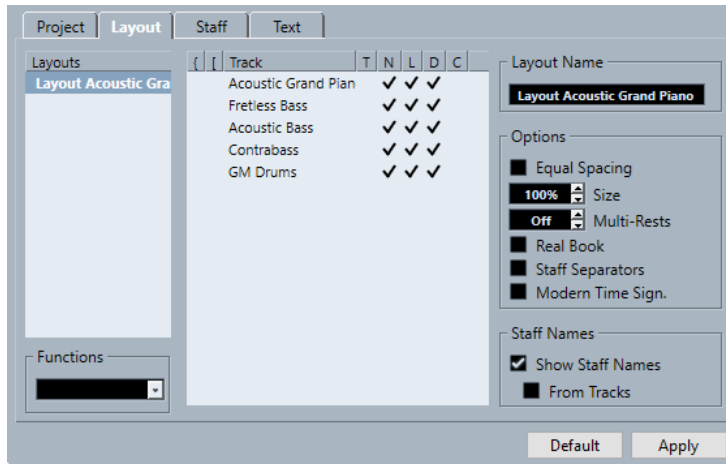 Project Layout Staff Text
Layouts
Layout Acoustic Gra
Functions
{ [ Track T N L D C
Acoustic Grand Pian
Fretless Bass
Acoustic Bass
Contrabass
GM Drums
Layout Name
Layout Acoustic Grand Piano
Options
Equal Spacing
100% Size
Off Multi-Rests
Real Book
Staff Separators
Modern Time Sign.
Staff Names
Show Staff Names
From Tracks
Default Apply